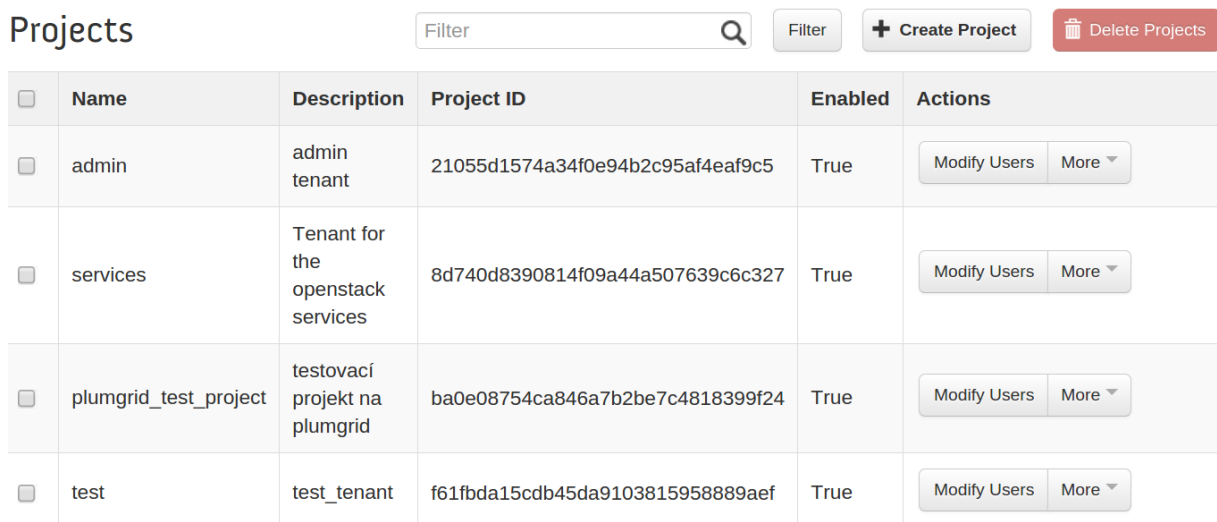 Projects
Filter
Filter
Create Project
Delete Projects
Name Description Project ID Enabled Actions
admin
admin
tenant
21055d1574a34f0e94b2c95af4eaf9c5
True
Modify Users More
services
Tenant for
the
openstack
services
8d740d8390814f09a44a507639c6c327
True
Modify Users More
plumgrid_test_project
testovací
projekt na
plumgrid
ba0e08754ca846a7b2be7c4818399f24
True
Modify Users More
test
test_tenant
f61fbda15cdb45da9103815958889aef
True
Modify Users More